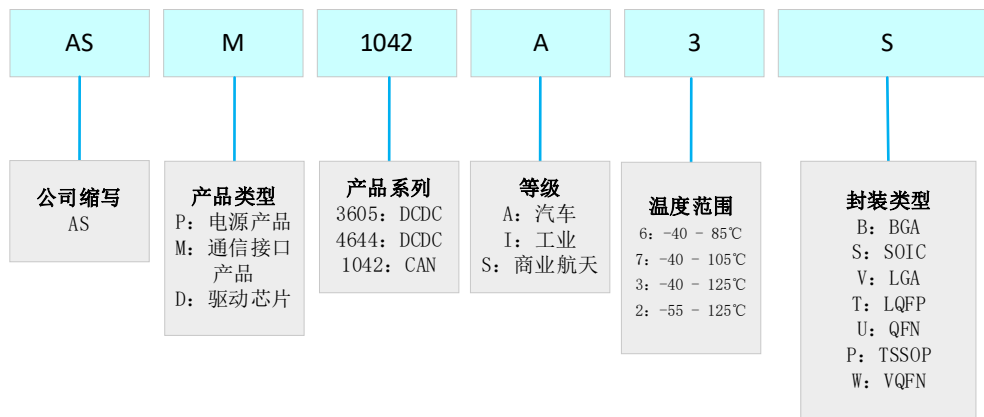 AS
M
1042
A
3
S
公司缩写
AS
产品类型
P: 电源产品
M: 通信接口
产品
D: 驱动芯片
产品系列
3605: DCDC
4644: DCDC
1042: CAN
等级
A: 汽车
I: 工业
S: 商业航天
温度范围
6: -40 - 85℃
7: -40 - 105℃
3: -40 - 125℃
2: -55 - 125℃
封装类型
B: BGA
S: SOIC
V: LGA
T: LQFP
U: QFN
P: TSSOP
W: VQFN